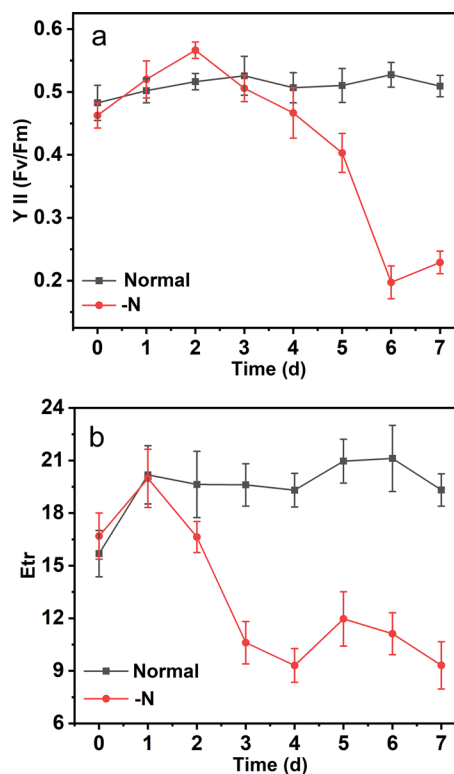 a
0.6
0.5
0.4
0.3
0.2
Y II (Fv/Fm)
Normal
-N
0 1 2 3 4 5 6 7
Time (d)
b
24
21
18
15
12
9
6
Etr
Normal
-N
0 1 2 3 4 5 6 7
Time (d)